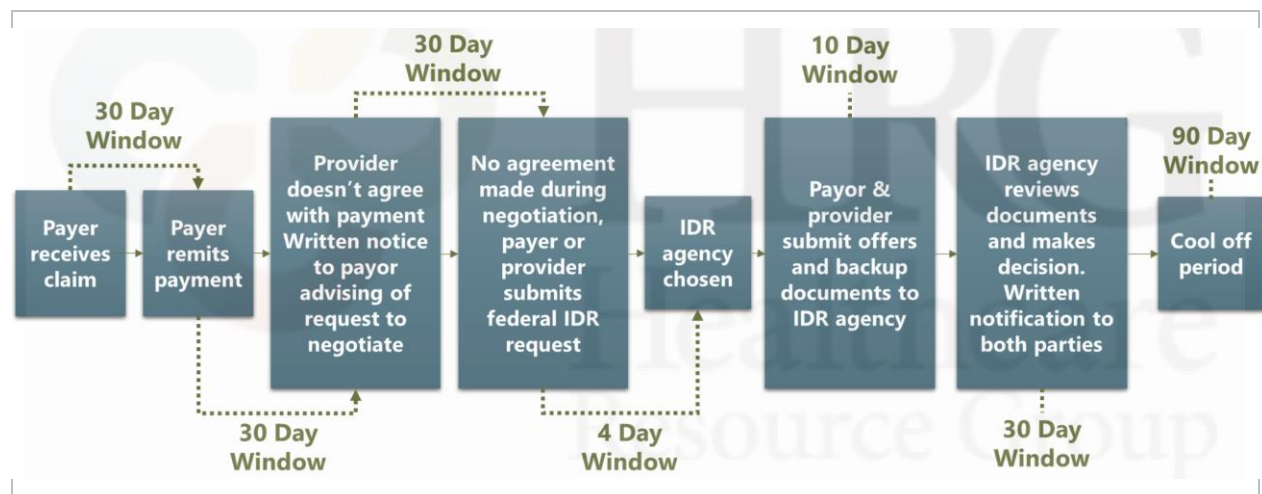 30 Day
Window
Payer
receives
claim
Payer
remits
payment
30 Day
Window
Provider
doesn’t agree
with payment
Written notice
to payor
advising of
request to
negotiate
30 Day
Window
No agreement
made during
negotiation,
payer or
provider
submits
federal IDR
request
4 Day
Window
IDR
agency
chosen
10 Day
Window
Payor &
provider
submit offers
and backup
documents to
IDR agency
IDR agency
reviews
documents
and makes
decision.
Written
notification to
both parties
30 Day
Window
90 Day
Window
Cool off
period
HRG
Healthcare
Resource Group